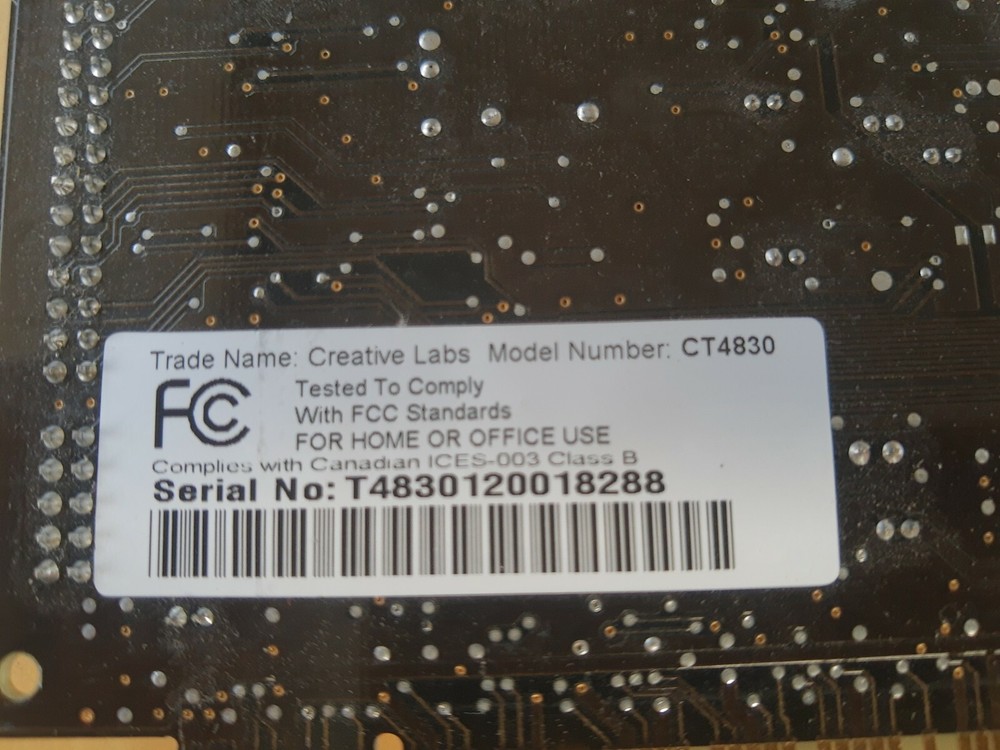 Trade Name: Creative Labs Model Number: CT4830
FC Tested To Comply
With FCC Standards
FOR HOME OR OFFICE USE
Complies with Canadian ICES-003 Class B
Serial No: T4830120018288